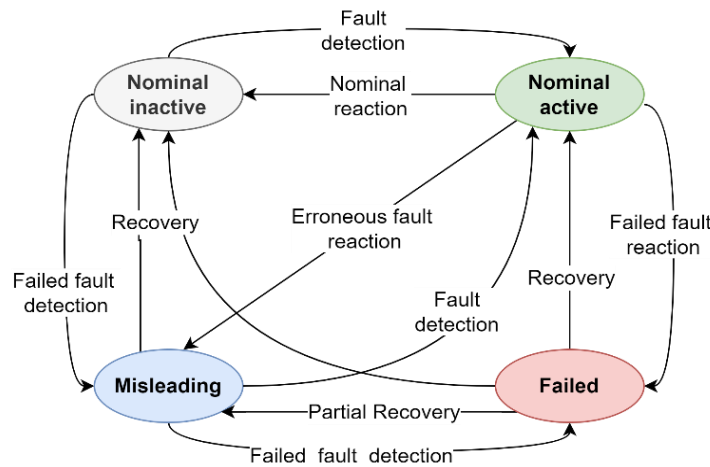 Fault
detection
Nominal
inactive
Nominal
reaction
Nominal
active
Recovery
Erroneous fault
reaction
Failed fault
reaction
Failed fault
detection
Fault
detection
Recovery
Misleading
Partial Recovery
Failed
Failed fault detection